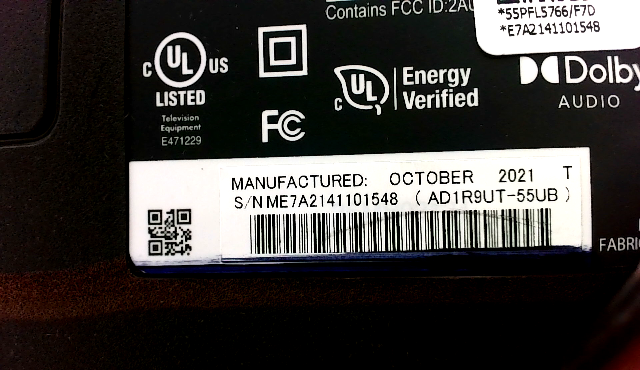 Contains FCC ID:2AU
*55PFL5766/F7D
*E7A2141101548
C UL US
LISTED
Television
Equipment
E471229
FC
C UL Energy
Verified
Dolby
AUDIO
MANUFACTURED: OCTOBER 2021 T
S/N ME7A2141101548 ( AD1R9UT-55UB )
FABRIC